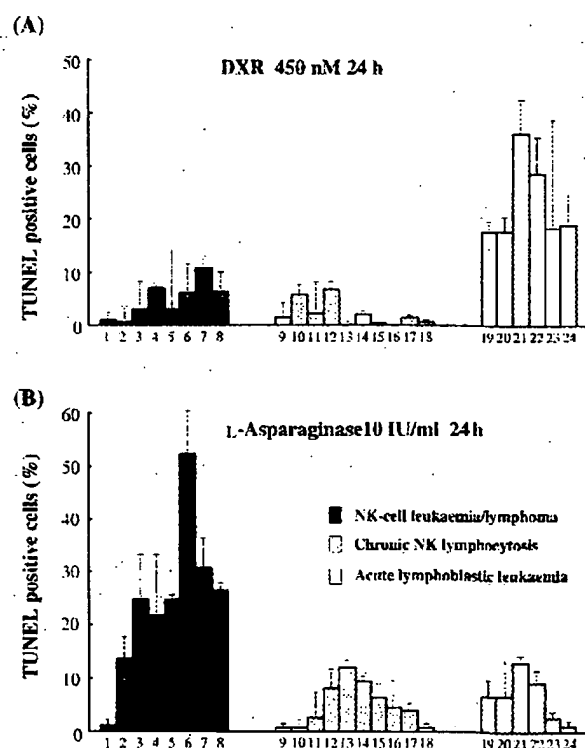 (A)
DXR 450 nM 24 h
TUNEL positive cells (%)
50
40
30
20
10
0
1 2 3 4 5 6 7 8 9 10 11 12 13 14 15 16 17 18 19 20 21 22 23 24
(B)
L-Asparaginase10 IU/ml 24h
TUNEL positive cells (%)
60
50
40
30
20
10
0
NK-cell leukaemia/lymphoma
Chronic NK lymphocytosis
Acute lymphoblastic leukaemia
1 2 3 4 5 6 7 8 9 10 11 12 13 14 15 16 17 18 19 20 21 22 23 24